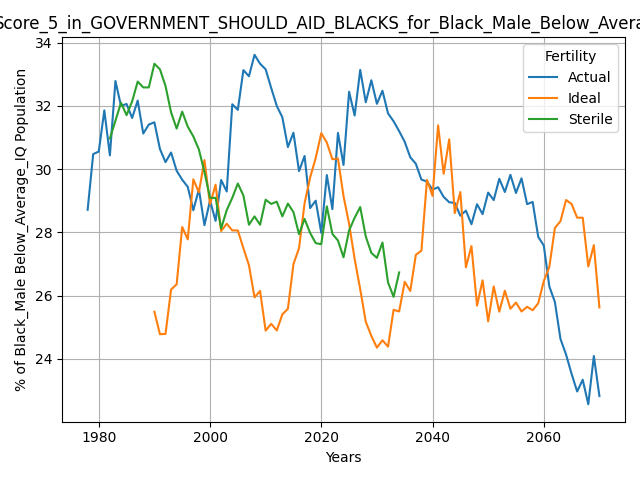 Score_5_in_GOVERNMENT_SHOULD_AID_BLACKS_for_Black_Male_Below_Avera
34
32
30
28
26
24
% of Black_Male Below_Average_IQ Population
Fertility
Actual
Ideal
Sterile
1980
2000
2020
2040
2060
Years